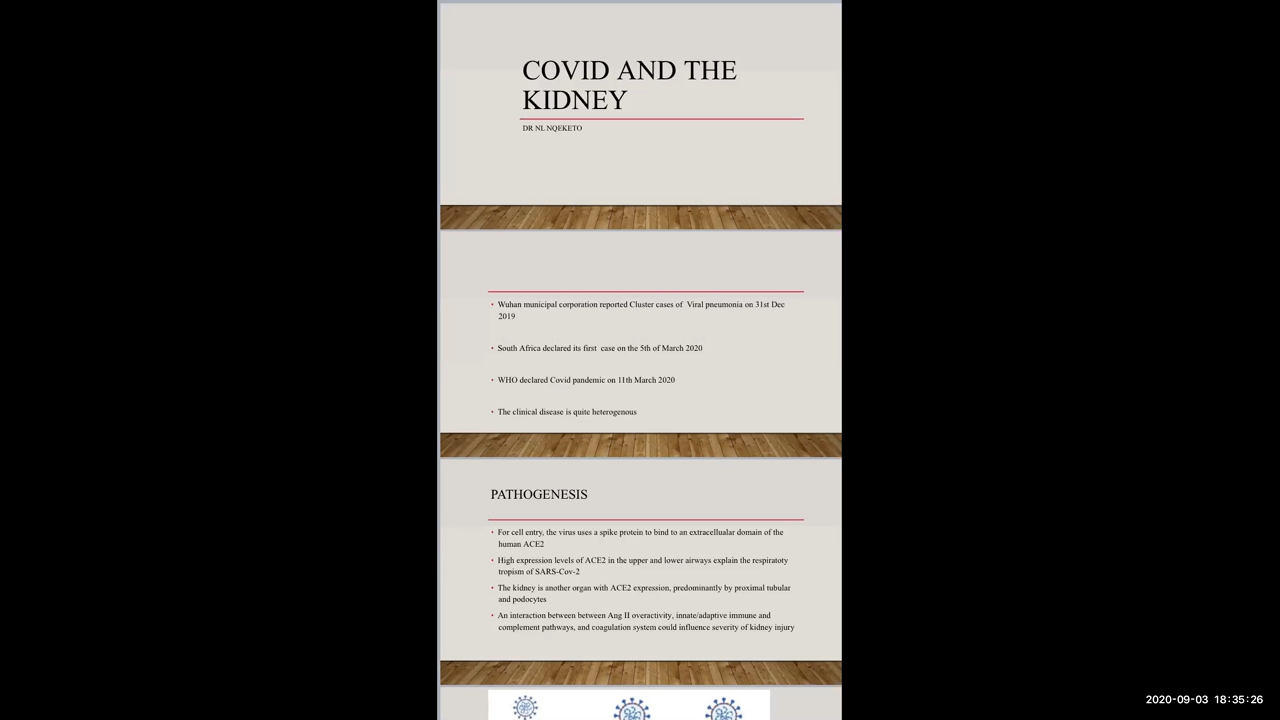 COVID AND THE
KIDNEY
DR NL NQEKETO
• Wuhan municipal corporation reported Cluster cases of  Viral pneumonia on 31st Dec
2019
• South Africa declared its first  case on the 5th of March 2020
• WHO declared Covid pandemic on 11th March 2020
• The clinical disease is quite heterogenous
PATHOGENESIS
• For cell entry, the virus uses a spike protein to bind to an extracellualar domain of the
human ACE2
• High expression levels of ACE2 in the upper and lower airways explain the respiratoty
tropism of SARS-Cov-2
• The kidney is another organ with ACE2 expression, predominantly by proximal tubular
and podocytes
• An interaction between between Ang II overactivity, innate/adaptive immune and
complement pathways, and coagulation system could influence severity of kidney injury
2020-09-03 18:35:26